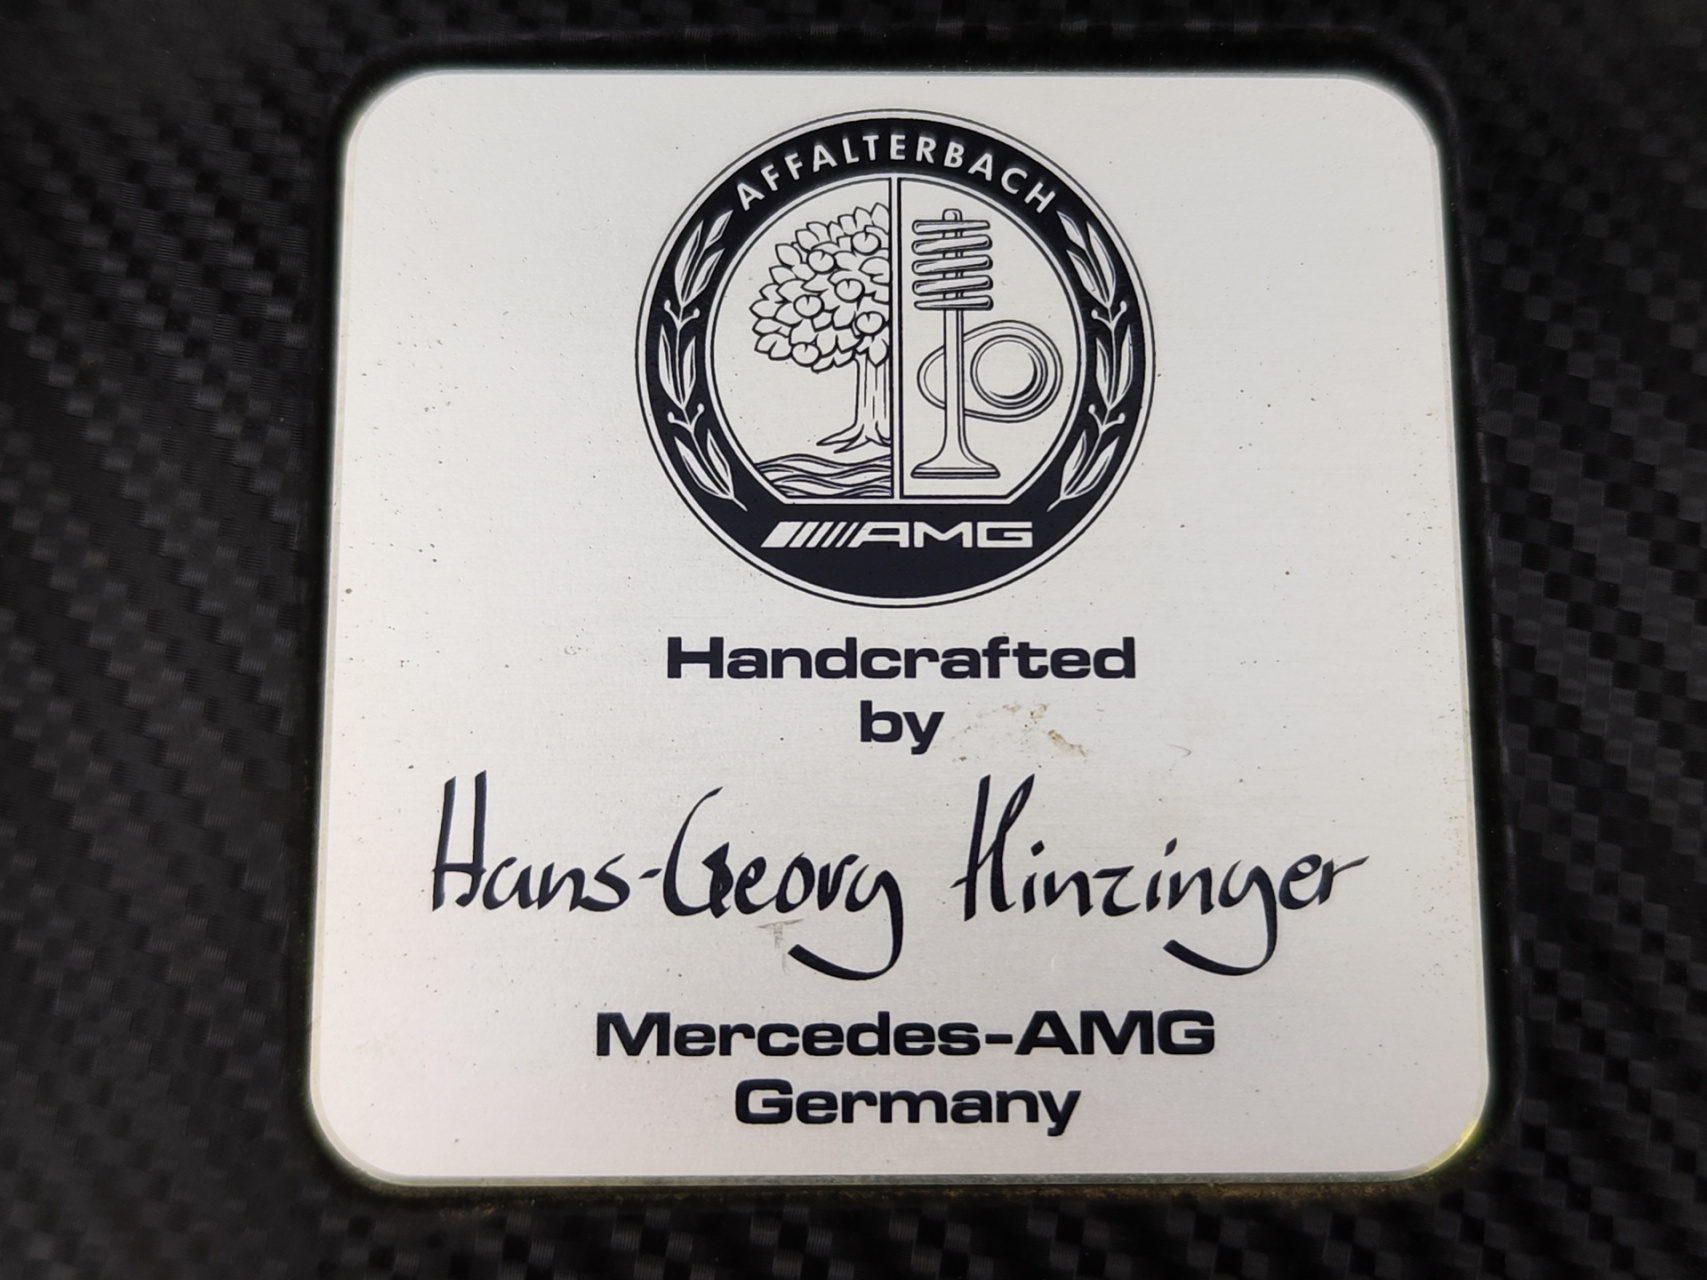 AFFALTERBACH
AMG
Handcrafted
by
Hans-Georg Hinzinger
Mercedes-AMG
Germany